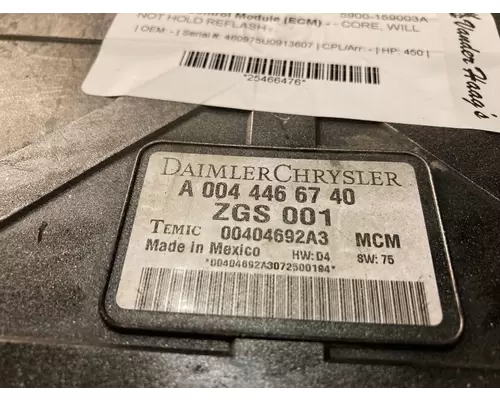 Control Module (ECM) - - CORE, WILL
NOT HOLD REFLASH
| OEM: - | Serial #: 460975U0913607 | CPL/Arr: - | HP: 450 |
5900-159003A
*25466476*
Vander Haag's
DAIMLERCHRYSLER
A 004 446 67 40
ZGS 001
TEMIC 00404692A3 MCM
Made in Mexico HW:04 SW:75
*00404692A3072500194*